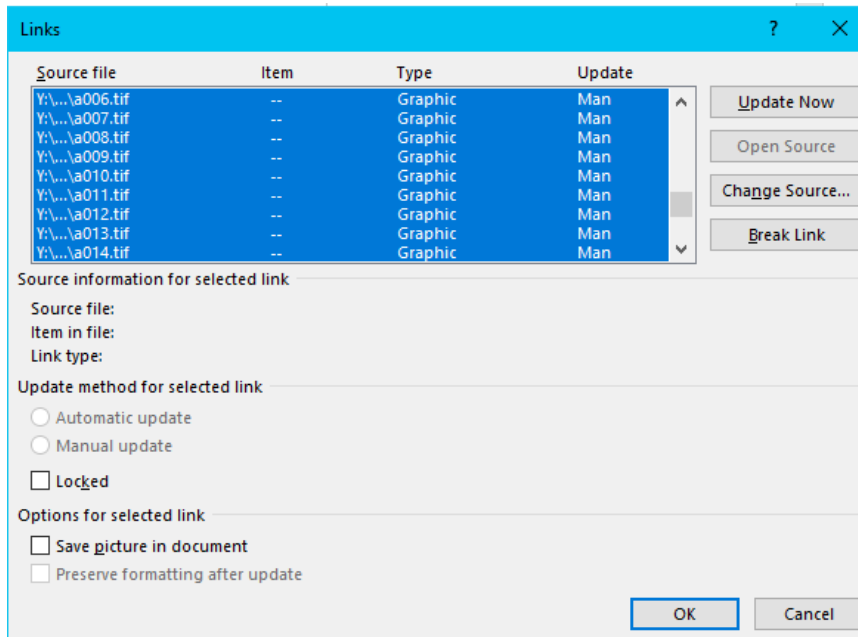 Links ? ×
Source file Item Type Update
Y:\...\a006.tif -- Graphic Man
Y:\...\a007.tif -- Graphic Man
Y:\...\a008.tif -- Graphic Man
Y:\...\a009.tif -- Graphic Man
Y:\...\a010.tif -- Graphic Man
Y:\...\a011.tif -- Graphic Man
Y:\...\a012.tif -- Graphic Man
Y:\...\a013.tif -- Graphic Man
Y:\...\a014.tif -- Graphic Man
Update Now
Open Source
Change Source...
Break Link
Source information for selected link
Source file:
Item in file:
Link type:
Update method for selected link
Automatic update
Manual update
Locked
Options for selected link
Save picture in document
Preserve formatting after update
OK Cancel